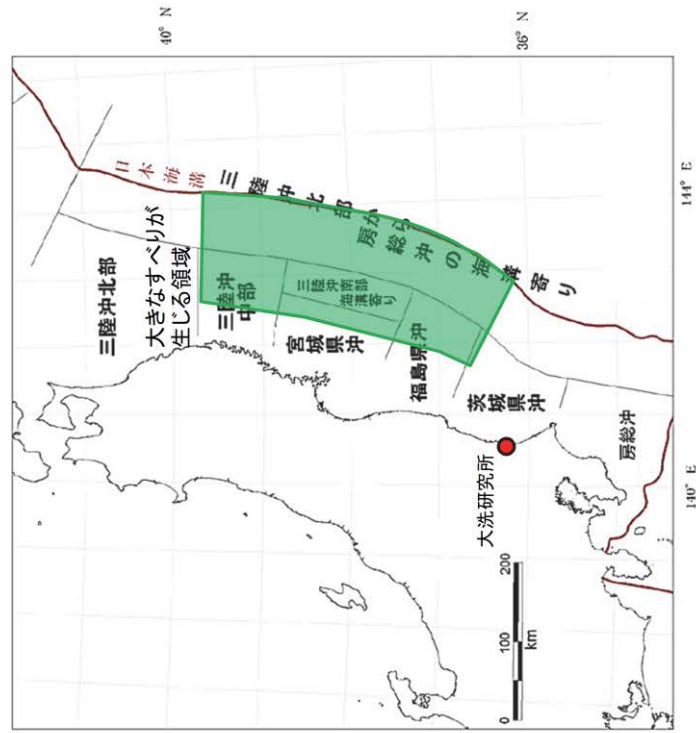 40° N
36° N
144° E
140° E
日本海溝
三陸沖北部から
房総沖の海溝寄り
三陸沖北部
大きなすべりが
生じる領域
三陸沖
中部
宮城県沖
三陸沖南部
海溝寄り
福島県沖
茨城県沖
房総沖
大洗研究所
0 100 200
km